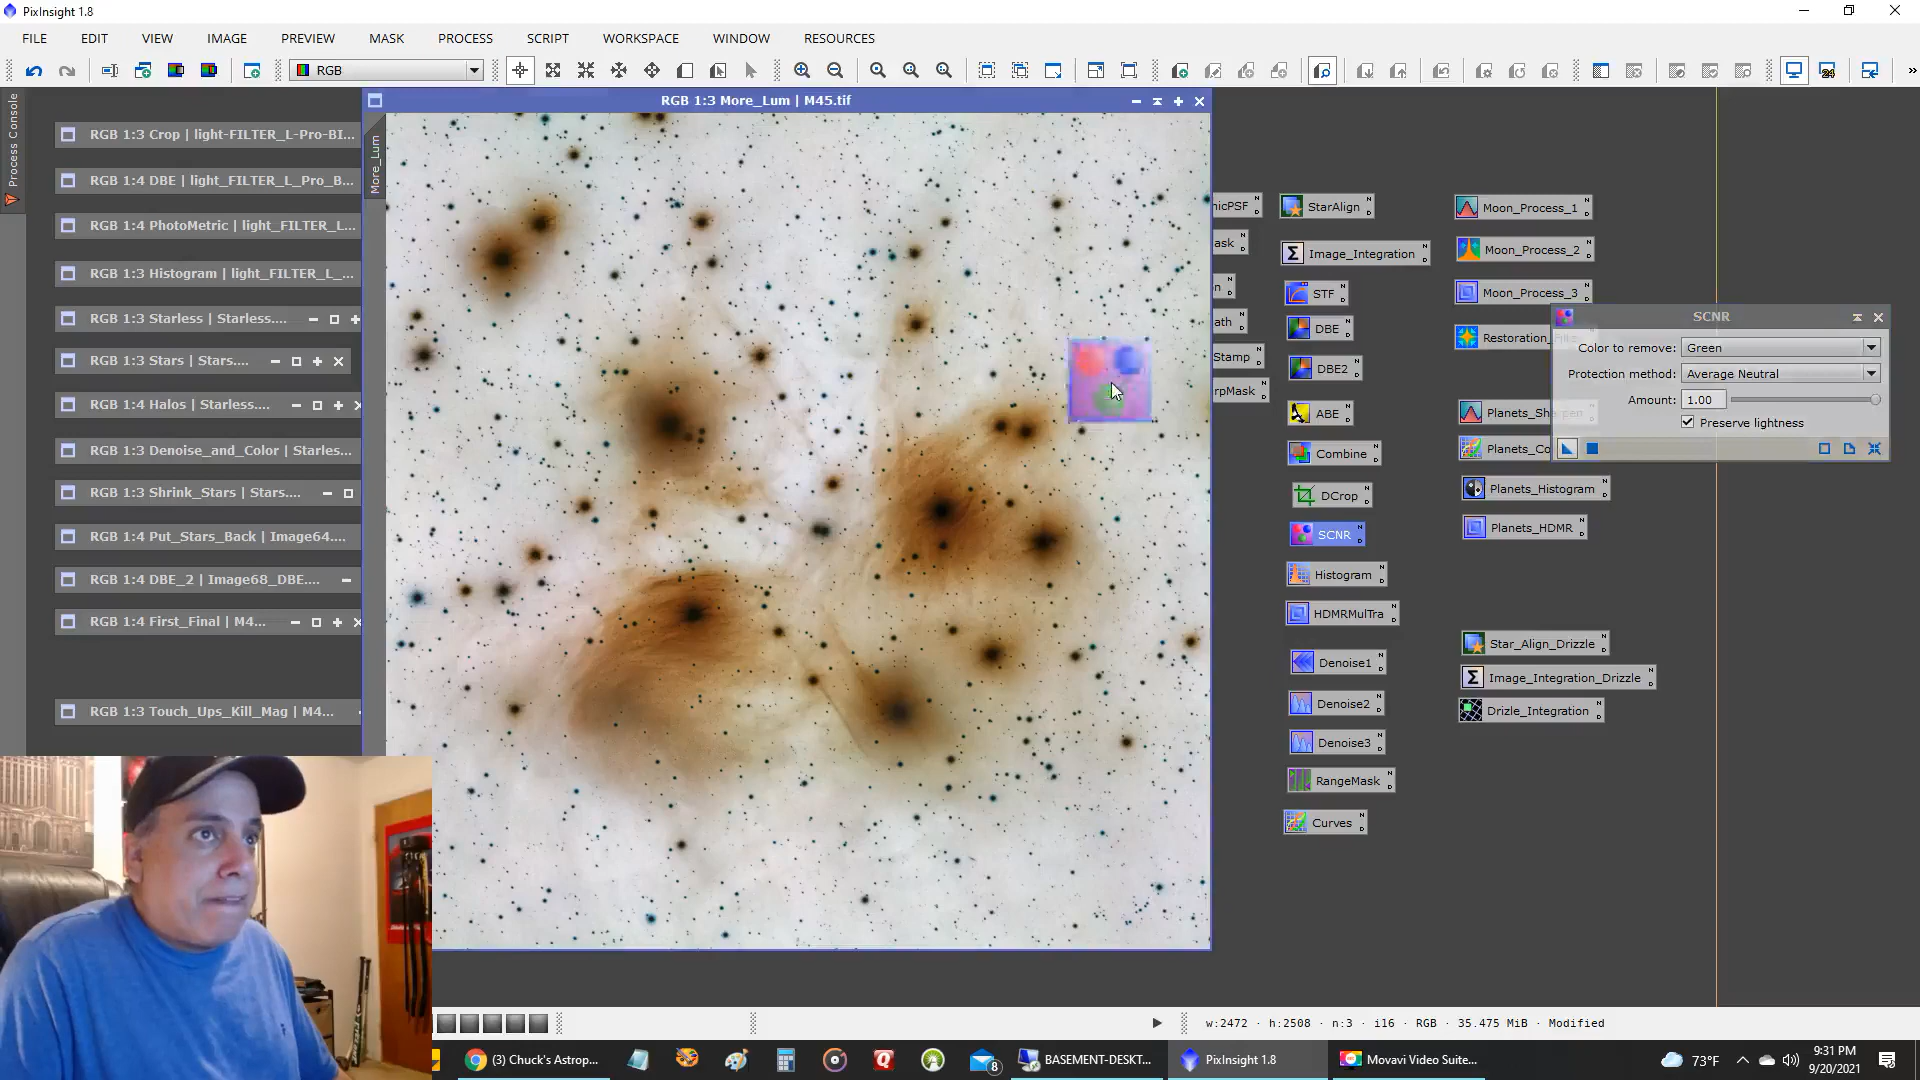 PixInsight 1.8
FILE EDIT VIEW IMAGE PREVIEW MASK PROCESS SCRIPT WORKSPACE WINDOW RESOURCES
RGB
Process Console
RGB 1:3 More_Lum | M45.tif
More_Lum
RGB 1:3 Crop | light-FILTER_L-Pro-BI...
RGB 1:4 DBE | light_FILTER_L_Pro_B...
RGB 1:4 PhotoMetric | light_FILTER_L...
RGB 1:3 Histogram | light_FILTER_L_...
RGB 1:3 Starless | Starless....
RGB 1:3 Stars | Stars....
RGB 1:4 Halos | Starless....
RGB 1:3 Denoise_and_Color | Starles...
RGB 1:3 Shrink_Stars | Stars....
RGB 1:4 Put_Stars_Back | Image64....
RGB 1:4 DBE_2 | Image68_DBE....
RGB 1:4 First_Final | M4...
RGB 1:3 Touch_Ups_Kill_Mag | M4...
icPSF
ask
on
ath
Stamp
rpMask
StarAlign
Image_Integration
STF
DBE
DBE2
ABE
Combine
DCrop
SCNR
Histogram
HDMRMulTra
Denoise1
Denoise2
Denoise3
RangeMask
Curves
Moon_Process_1
Moon_Process_2
Moon_Process_3
Restoration_
Planets_Sharpen
Planets_Co
Planets_Histogram
Planets_HDMR
Star_Align_Drizzle
Image_Integration_Drizzle
Drizle_Integration
SCNR
Color to remove: Green
Protection method: Average Neutral
Amount: 1.00
Preserve lightness
w:2472 · h:2508 · n:3 · i16 · RGB · 35.475 MiB · Modified
(3) Chuck's Astrop...
8
BASEMENT-DESKT...
PixInsight 1.8
Movavi Video Suite...
73°F
9:31 PM
9/20/2021